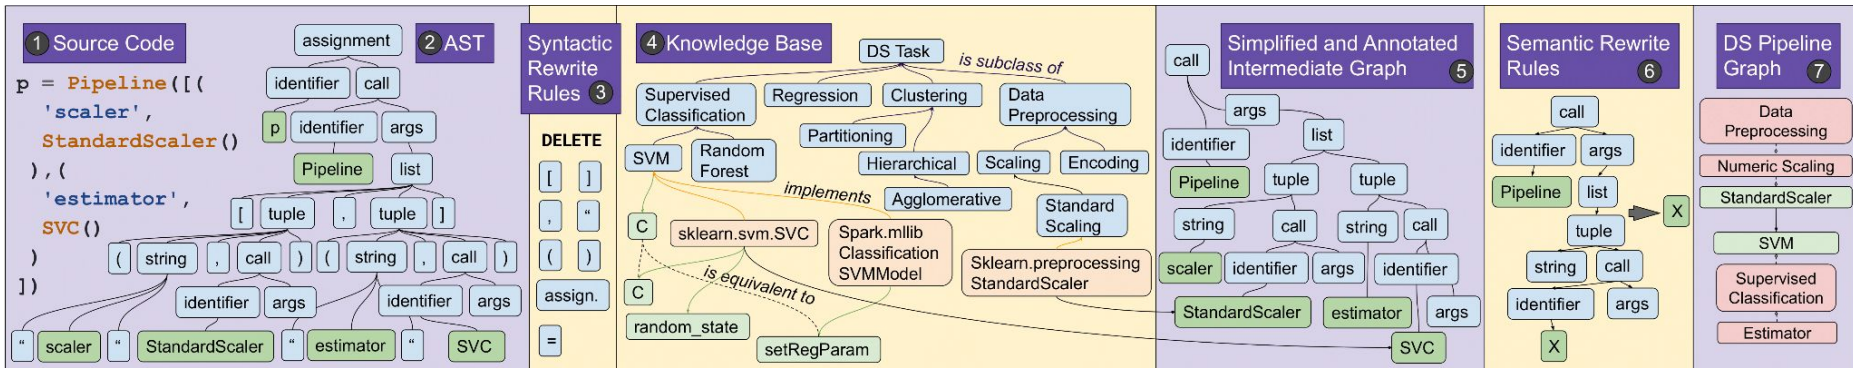 1 Source Code
p = Pipeline([(
'scaler',
StandardScaler()
),(
'estimator',
SVC()
)
])
2 AST
assignment
identifier call
p identifier args
Pipeline list
[ tuple , tuple ]
( string , call ) ( string , call )
identifier args identifier args
“ scaler “ StandardScaler “ estimator “ SVC
Syntactic
Rewrite
Rules 3
DELETE
[ ]
, “
( )
assign.
=
4 Knowledge Base
DS Task
is subclass of
Supervised
Classification
Regression
Clustering
Data
Preprocessing
Partitioning
SVM
Random
Forest
Hierarchical
Scaling
Encoding
implements
Agglomerative
Standard
Scaling
C
sklearn.svm.SVC
Spark.mllib
Classification
SVMModel
Sklearn.preprocessing
StandardScaler
is equivalent to
C
random_state
setRegParam
Simplified and Annotated
Intermediate Graph 5
call
args
identifier
list
Pipeline
tuple tuple
string call string call
scaler identifier args identifier
StandardScaler estimator args
SVC
Semantic Rewrite
Rules 6
call
identifier args
Pipeline list
X
tuple
string call
identifier args
X
DS Pipeline
Graph 7
Data
Preprocessing
Numeric Scaling
StandardScaler
SVM
Supervised
Classification
Estimator